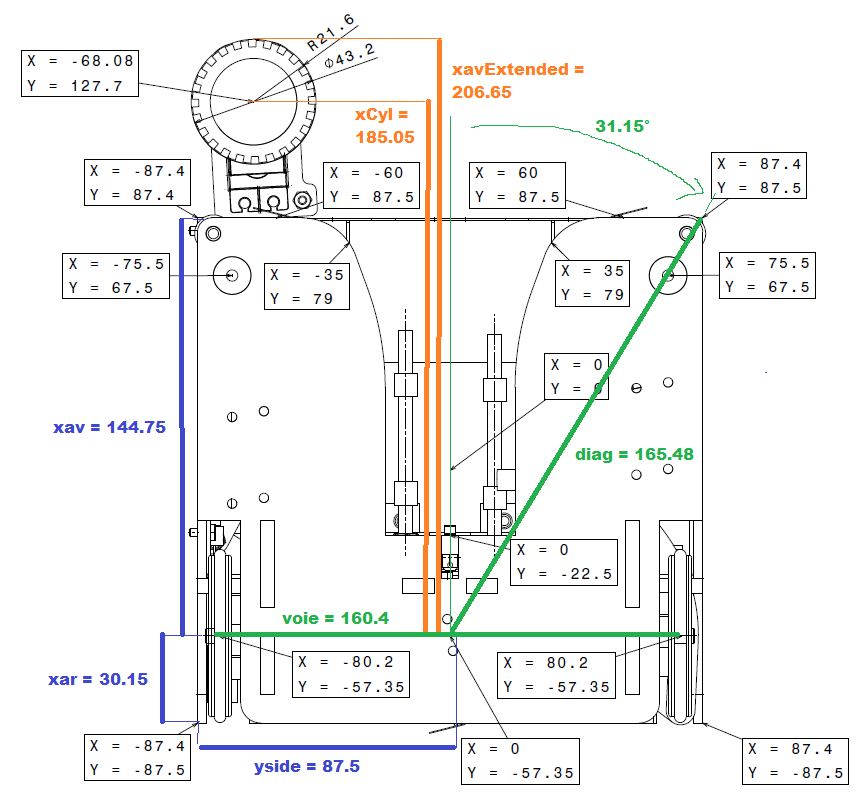 R21.6
Φ43.2
X = -68.08
Y = 127.7
xavExtended =
206.65
xCyl =
185.05
31.15°
X = -87.4
Y = 87.4
X = -60
Y = 87.5
X = 60
Y = 87.5
X = 87.4
Y = 87.5
X = -75.5
Y = 67.5
X = -35
Y = 79
X = 35
Y = 79
X = 75.5
Y = 67.5
X = 0
Y = 0
xav = 144.75
diag = 165.48
X = 0
Y = -22.5
voie = 160.4
xar = 30.15
X = -80.2
Y = -57.35
X = 80.2
Y = -57.35
X = -87.4
Y = -87.5
yside = 87.5
X = 0
Y = -57.35
X = 87.4
Y = -87.5